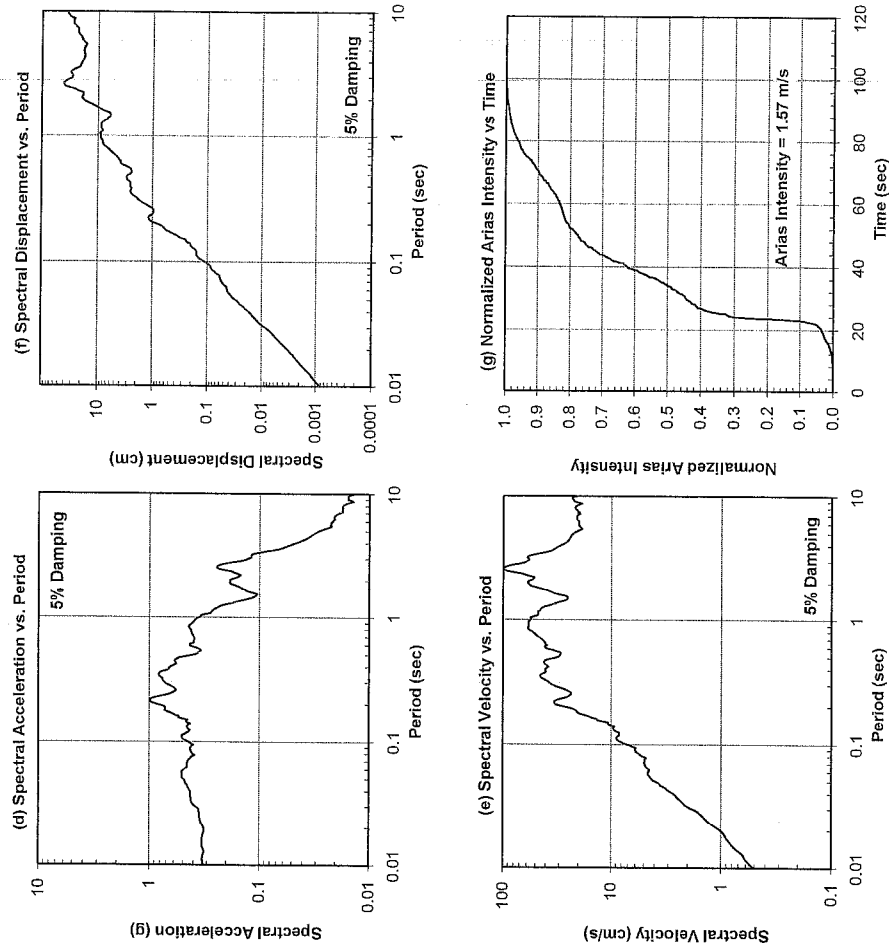 (d) Spectral Acceleration vs. Period
5% Damping
Spectral Acceleration (g)
10
1
0.1
0.01
0.01
0.1
1
10
Period (sec)
(e) Spectral Velocity vs. Period
5% Damping
Spectral Velocity (cm/s)
100
10
1
0.1
0.01
0.1
1
10
Period (sec)
(f) Spectral Displacement vs. Period
5% Damping
Spectral Displacement (cm)
10
1
0.1
0.01
0.001
0.0001
0.01
0.1
1
10
Period (sec)
(g) Normalized Arias Intensity vs Time
Arias Intensity = 1.57 m/s
Normalized Arias Intensity
1.0
0.9
0.8
0.7
0.6
0.5
0.4
0.3
0.2
0.1
0.0
0
20
40
60
80
100
120
Time (sec)